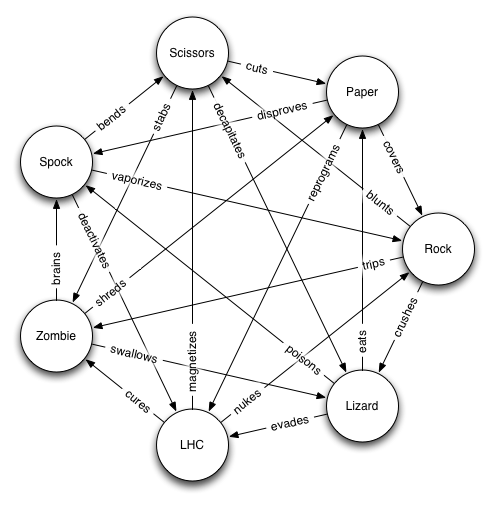 Scissors
cuts
Paper
bends
stabs
decapitates
disproves
covers
Spock
vaporizes
reprograms
blunts
deactivates
Rock
brains
shreds
trips
Zombie
swallows
magnetizes
poisons
eats
crushes
cures
nukes
Lizard
evades
LHC